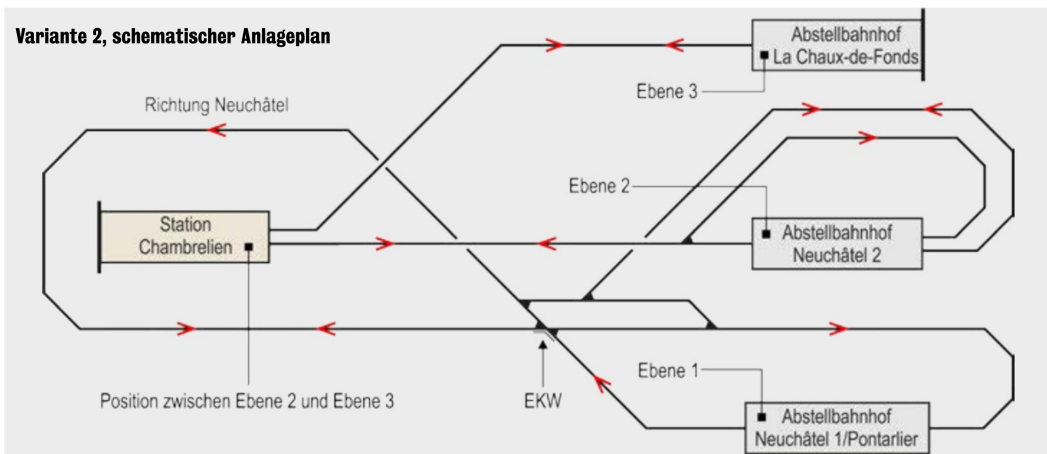 Variante 2, schematischer Anlageplan
Abstellbahnhof
La Chaux-de-Fonds
Ebene 3
Richtung Neuchâtel
Ebene 2
Station
Chambrelien
Abstellbahnhof
Neuchâtel 2
Ebene 1
Position zwischen Ebene 2 und Ebene 3
EKW
Abstellbahnhof
Neuchâtel 1/Pontarlier